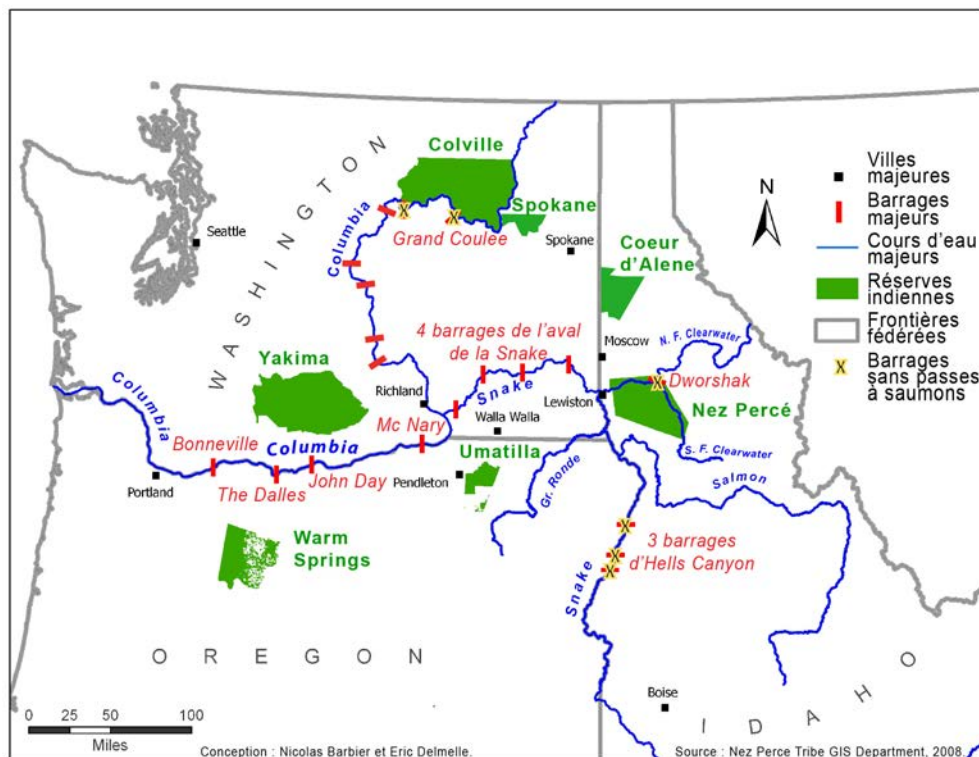 Colville
Spokane
Grand Coulee
Seattle
Spokane
Coeur
d'Alene
WASHINGTON
Columbia
N. F. Clearwater
Moscow
4 barrages de l'aval
de la Snake
Dworshak
Yakima
Richland
Snake
Lewiston
Nez Percé
Walla Walla
Columbia
Mc Nary
S. F. Clearwater
Bonneville
Columbia
Umatilla
Gr. Ronde
Salmon
Portland
The Dalles
John Day
Pendleton
Warm
Springs
3 barrages
d'Hells Canyon
Snake
OREGON
Boise
IDAHO
N
Villes
majeures
Barrages
majeurs
Cours d'eau
majeurs
Réserves
indiennes
Frontières
fédérées
X Barrages
sans passes
à saumons
0 25 50 100
Miles
Conception : Nicolas Barbier et Eric Delmelle.
Source : Nez Perce Tribe GIS Department, 2008.